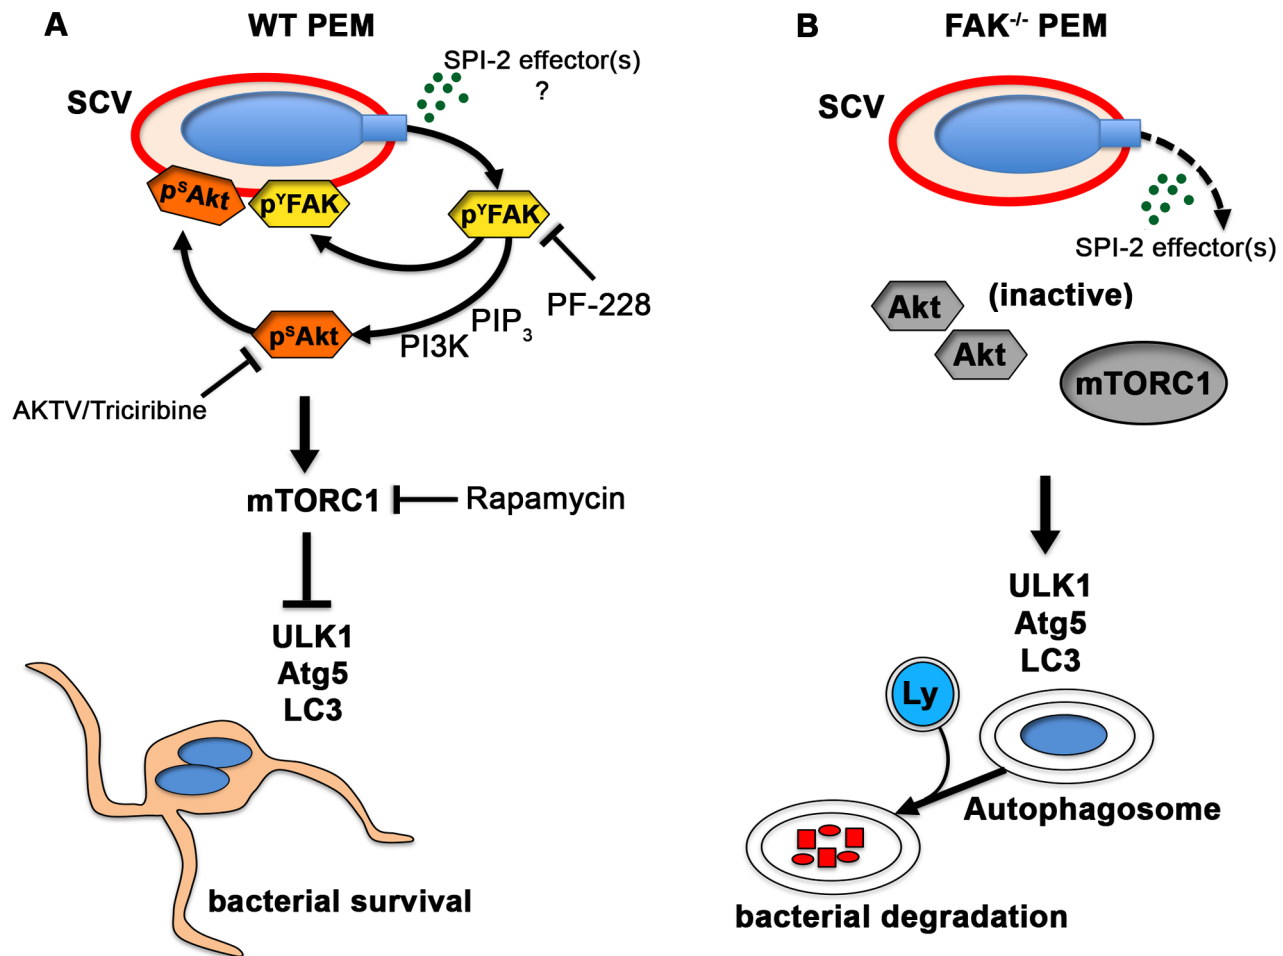 A
WT PEM
SPI-2 effector(s)
?
SCV
pSAkt
pYFAK
pYFAK
PF-228
PIP3
PI3K
pSAkt
AKTV/Triciribine
mTORC1
Rapamycin
ULK1
Atg5
LC3
bacterial survival
B
FAK-/- PEM
SCV
SPI-2 effector(s)
Akt
(inactive)
Akt
mTORC1
ULK1
Atg5
LC3
Ly
Autophagosome
bacterial degradation